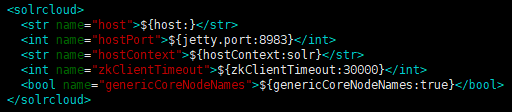 <solrcloud>
<str name="host">${host:}</str>
<int name="hostPort">${jetty.port:8983}</int>
<str name="hostContext">${hostContext:solr}</str>
<int name="zkClientTimeout">${zkClientTimeout:30000}</int>
<bool name="genericCoreNodeNames">${genericCoreNodeNames:true}</bool>
</solrcloud>